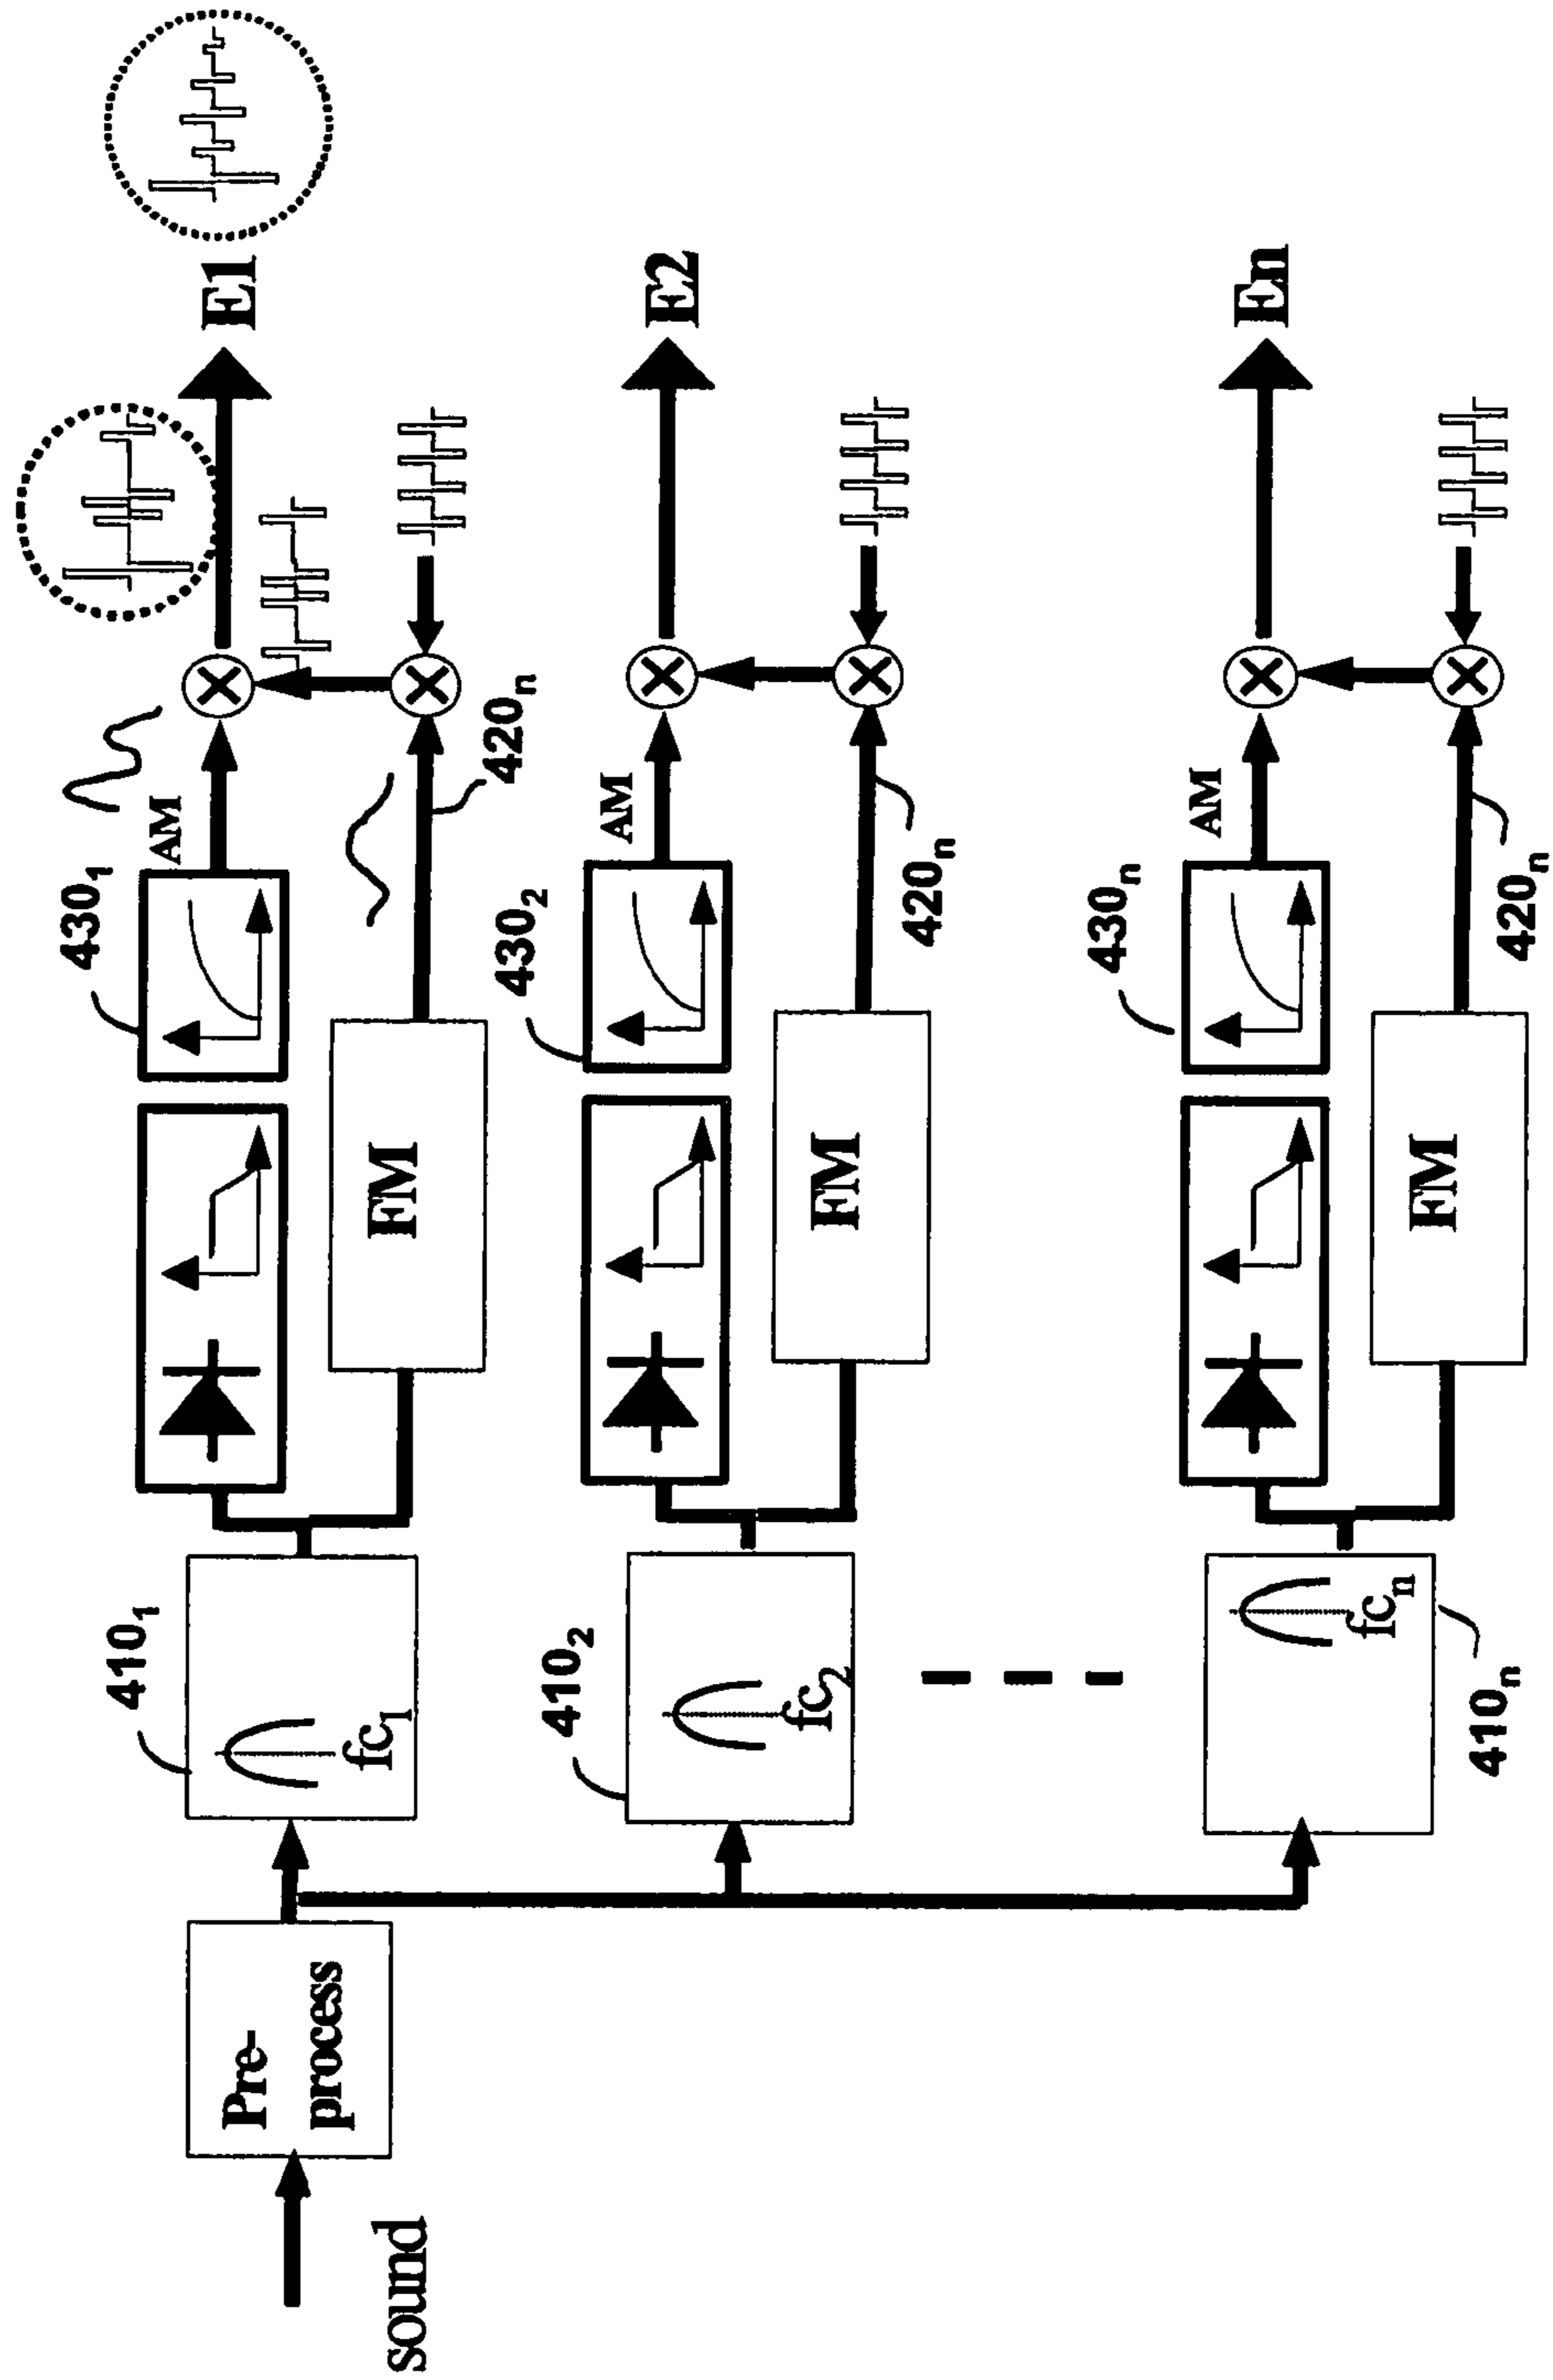 sound
Pre-
process
410₁
fc₁
430₁
AM
E1
FM
420ₙ
410₂
fc₂
430₂
AM
E2
FM
420ₙ
410ₙ
fcₙ
430ₙ
AM
En
FM
420ₙ